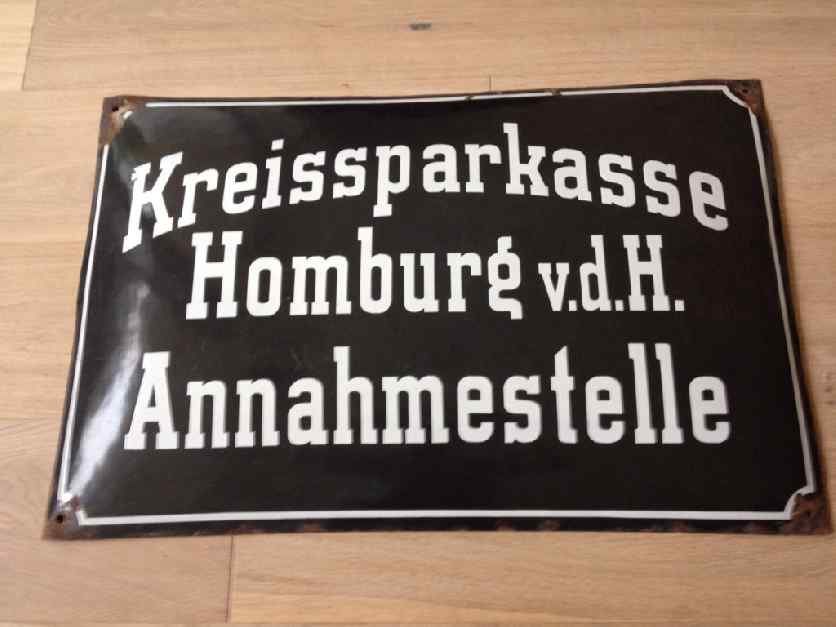 Kreissparkasse
Homburg v.d.H.
Annahmestelle